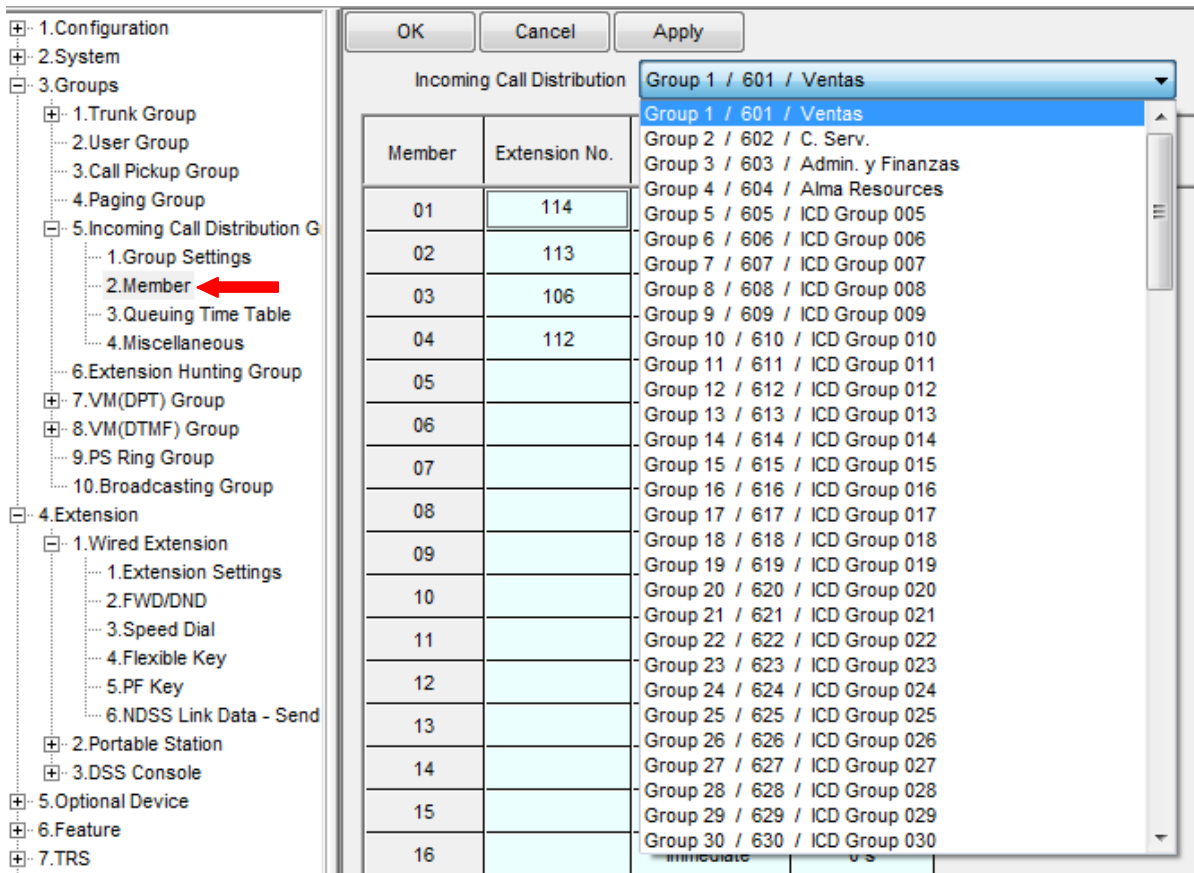 1.Configuration
2.System
3.Groups
1.Trunk Group
2.User Group
3.Call Pickup Group
4.Paging Group
5.Incoming Call Distribution G
1.Group Settings
2.Member
3.Queuing Time Table
4.Miscellaneous
6.Extension Hunting Group
7.VM(DPT) Group
8.VM(DTMF) Group
9.PS Ring Group
10.Broadcasting Group
4.Extension
1.Wired Extension
1.Extension Settings
2.FWD/DND
3.Speed Dial
4.Flexible Key
5.PF Key
6.NDSS Link Data - Send
2.Portable Station
3.DSS Console
5.Optional Device
6.Feature
7.TRS
OK Cancel Apply
Incoming Call Distribution Group 1 / 601 / Ventas
Member Extension No.
01 114
02 113
03 106
04 112
05
06
07
08
09
10
11
12
13
14
15
16 Immediate 0 s
Group 1 / 601 / Ventas
Group 2 / 602 / C. Serv.
Group 3 / 603 / Admin. y Finanzas
Group 4 / 604 / Alma Resources
Group 5 / 605 / ICD Group 005
Group 6 / 606 / ICD Group 006
Group 7 / 607 / ICD Group 007
Group 8 / 608 / ICD Group 008
Group 9 / 609 / ICD Group 009
Group 10 / 610 / ICD Group 010
Group 11 / 611 / ICD Group 011
Group 12 / 612 / ICD Group 012
Group 13 / 613 / ICD Group 013
Group 14 / 614 / ICD Group 014
Group 15 / 615 / ICD Group 015
Group 16 / 616 / ICD Group 016
Group 17 / 617 / ICD Group 017
Group 18 / 618 / ICD Group 018
Group 19 / 619 / ICD Group 019
Group 20 / 620 / ICD Group 020
Group 21 / 621 / ICD Group 021
Group 22 / 622 / ICD Group 022
Group 23 / 623 / ICD Group 023
Group 24 / 624 / ICD Group 024
Group 25 / 625 / ICD Group 025
Group 26 / 626 / ICD Group 026
Group 27 / 627 / ICD Group 027
Group 28 / 628 / ICD Group 028
Group 29 / 629 / ICD Group 029
Group 30 / 630 / ICD Group 030